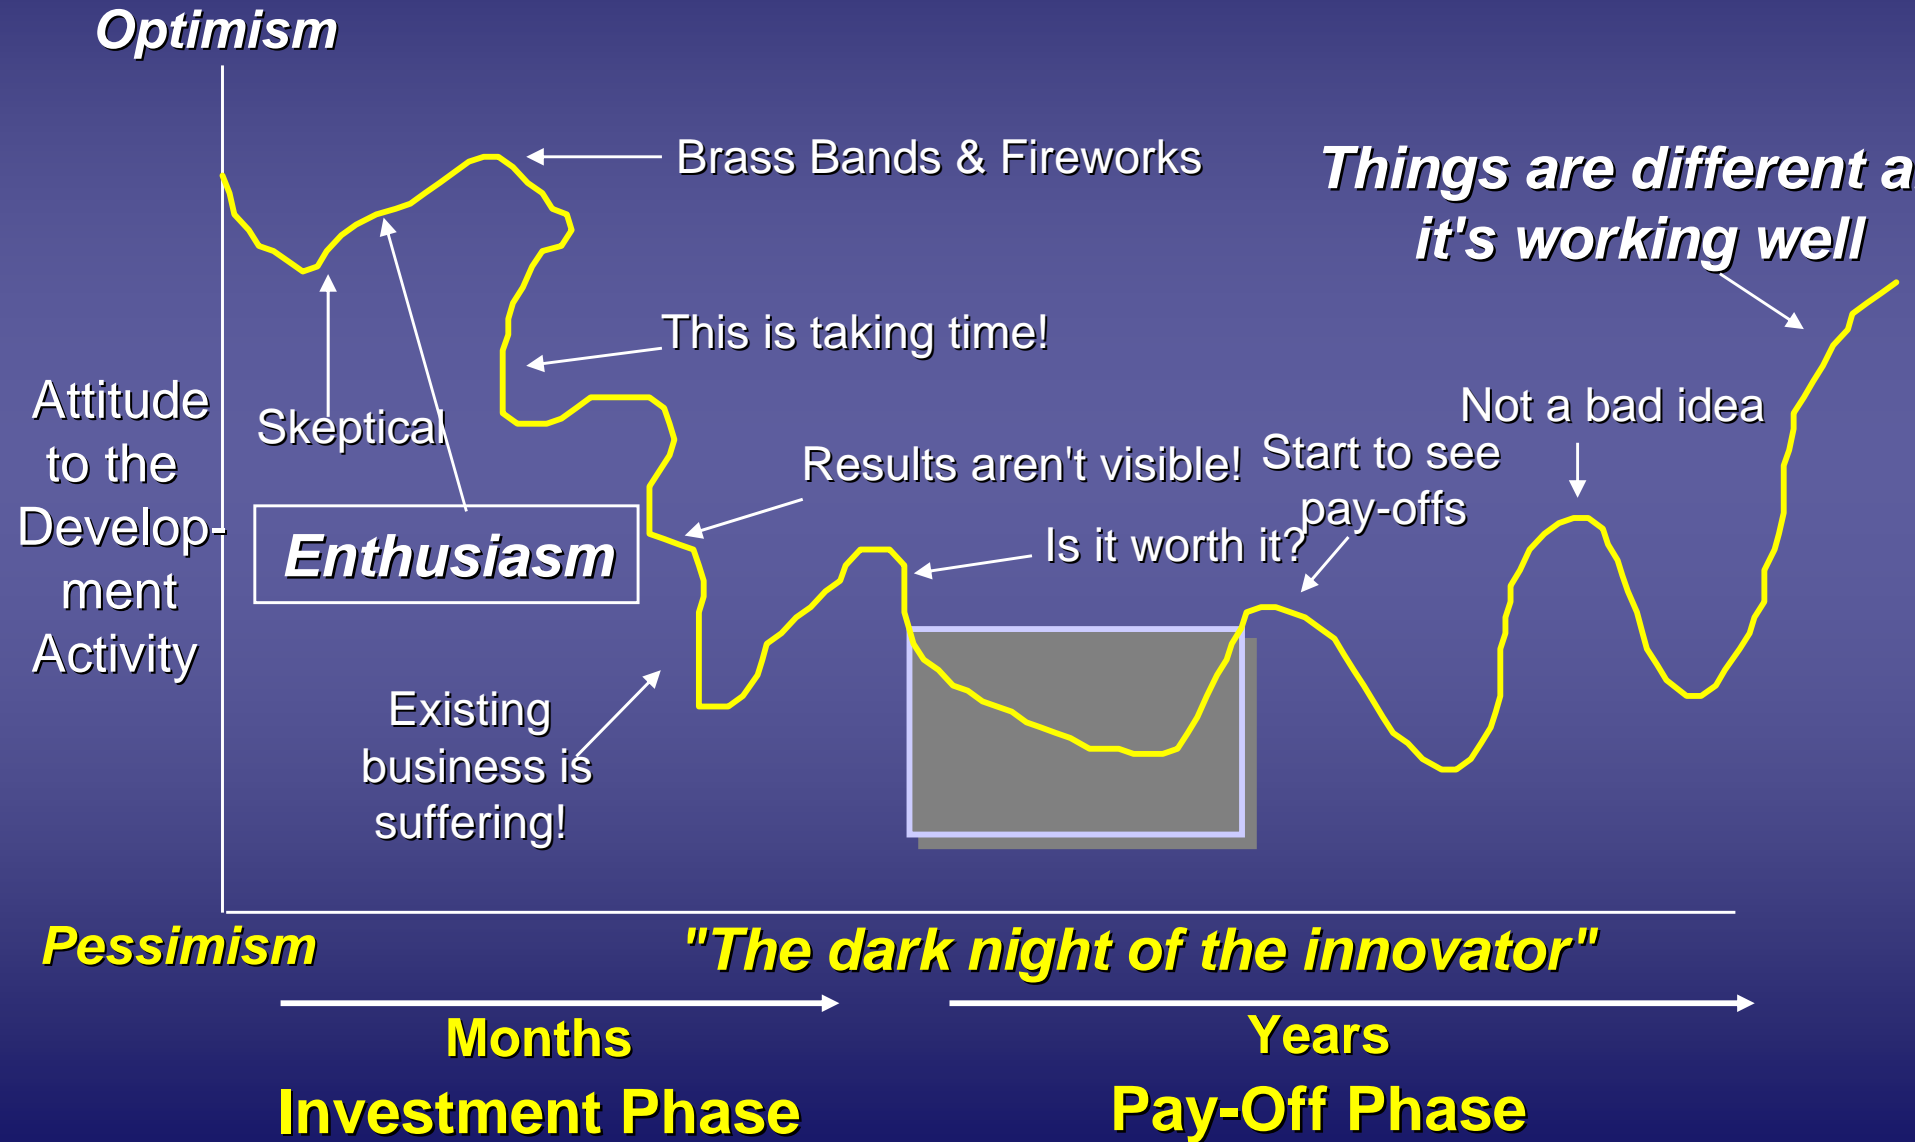 Optimism
Brass Bands & Fireworks
Things are different a
it's working well
This is taking time!
Attitude
to the
Develop-
ment
Activity
Skeptical
Enthusiasm
Results aren't visible!
Start to see
pay-offs
Not a bad idea
Is it worth it?
Existing
business is
suffering!
Pessimism
"The dark night of the innovator"
Months
Years
Investment Phase
Pay-Off Phase